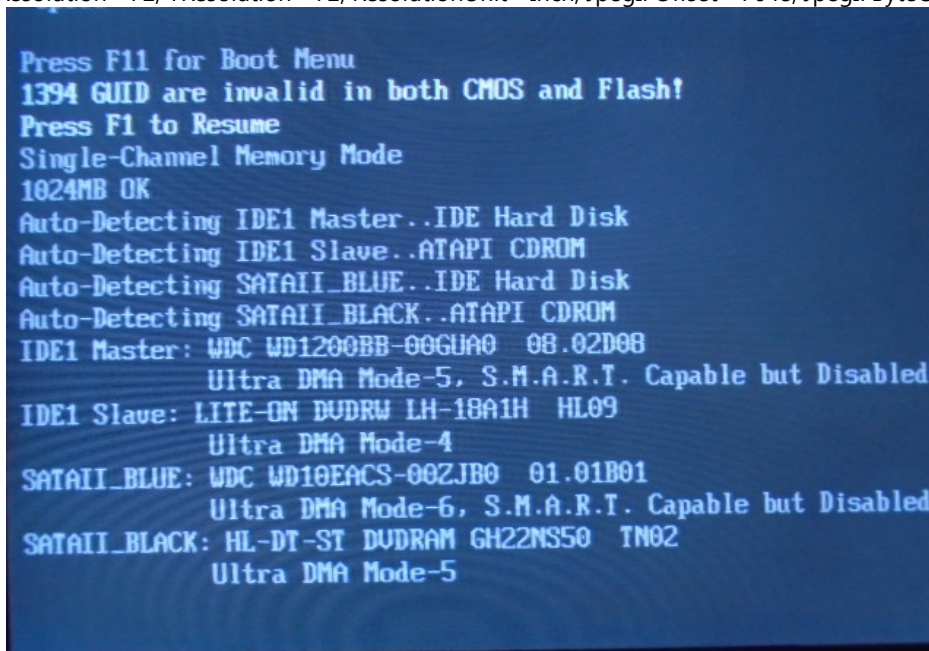 Press F11 for Boot Menu
1394 GUID are invalid in both CMOS and Flash!
Press F1 to Resume
Single-Channel Memory Mode
1024MB OK
Auto-Detecting IDE1 Master..IDE Hard Disk
Auto-Detecting IDE1 Slave..ATAPI CDROM
Auto-Detecting SATAII_BLUE..IDE Hard Disk
Auto-Detecting SATAII_BLACK..ATAPI CDROM
IDE1 Master: WDC WD1200BB-00GUA0 08.02D08
Ultra DMA Mode-5, S.M.A.R.T. Capable but Disabled
IDE1 Slave: LITE-ON DVDRW LH-18A1H HL09
Ultra DMA Mode-4
SATAII_BLUE: WDC WD10EACS-00ZJB0 01.01B01
Ultra DMA Mode-6, S.M.A.R.T. Capable but Disabled
SATAII_BLACK: HL-DT-ST DVDRAM GH22NS50 TN02
Ultra DMA Mode-5